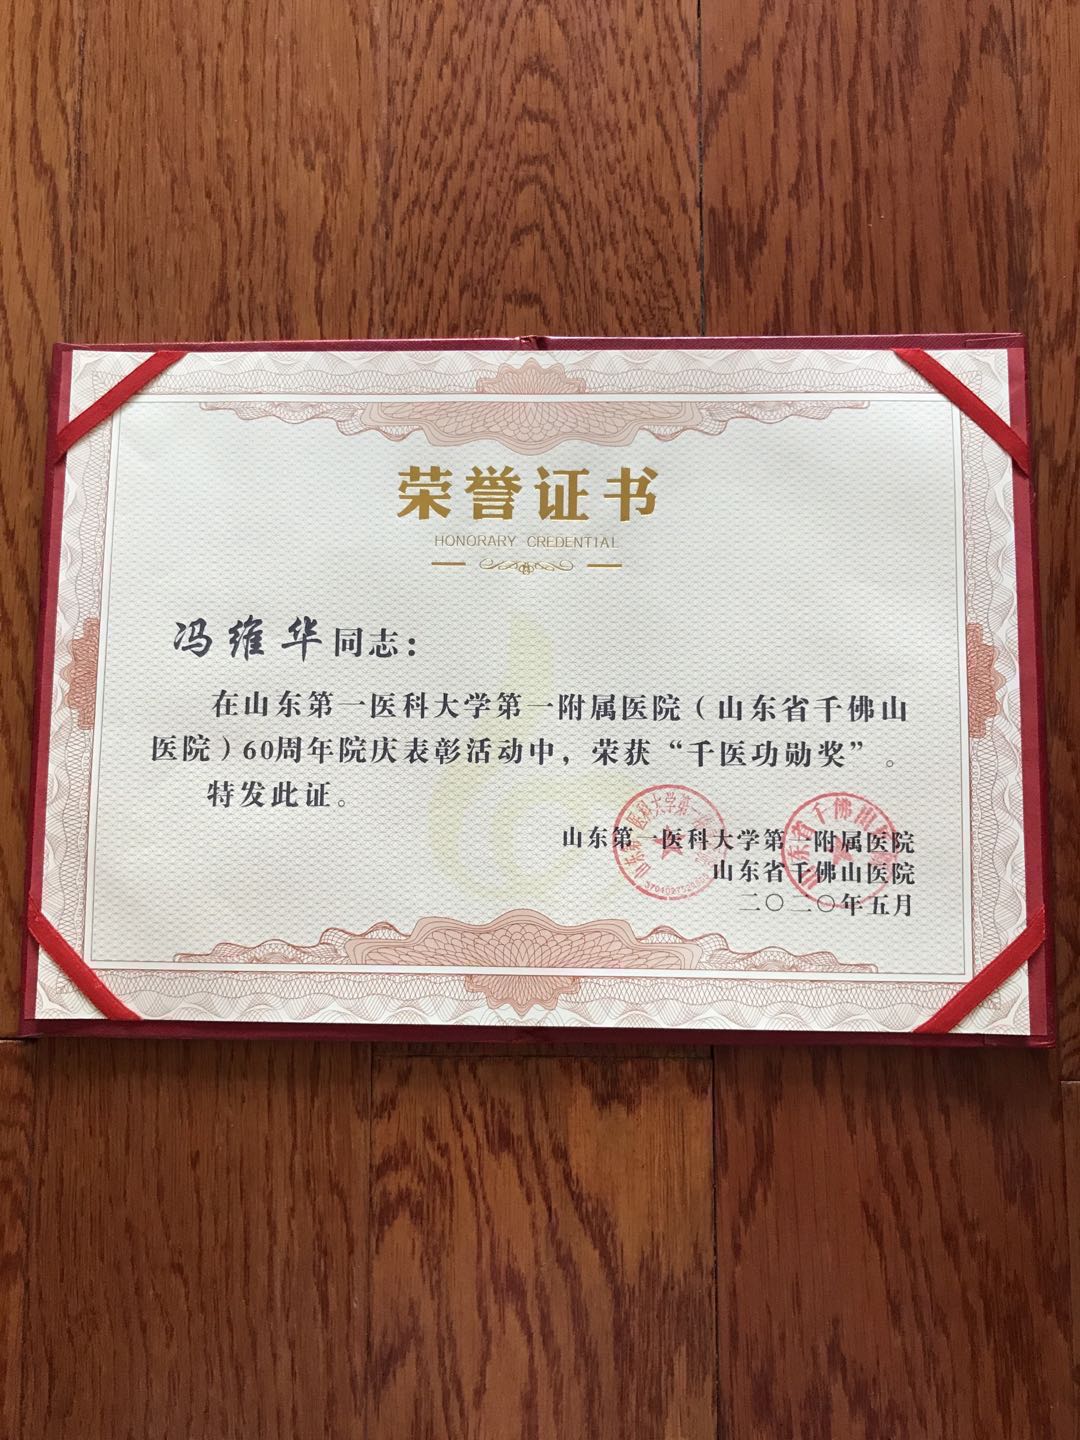 荣誉证书
HONORARY CREDENTIAL
冯维华同志：
在山东第一医科大学第一附属医院（山东省千佛山
医院）60周年院庆表彰活动中，荣获“千医功勋奖”。
特发此证。
山东第一医科大学第一附属医院
山东省千佛山医院
二〇二〇年五月